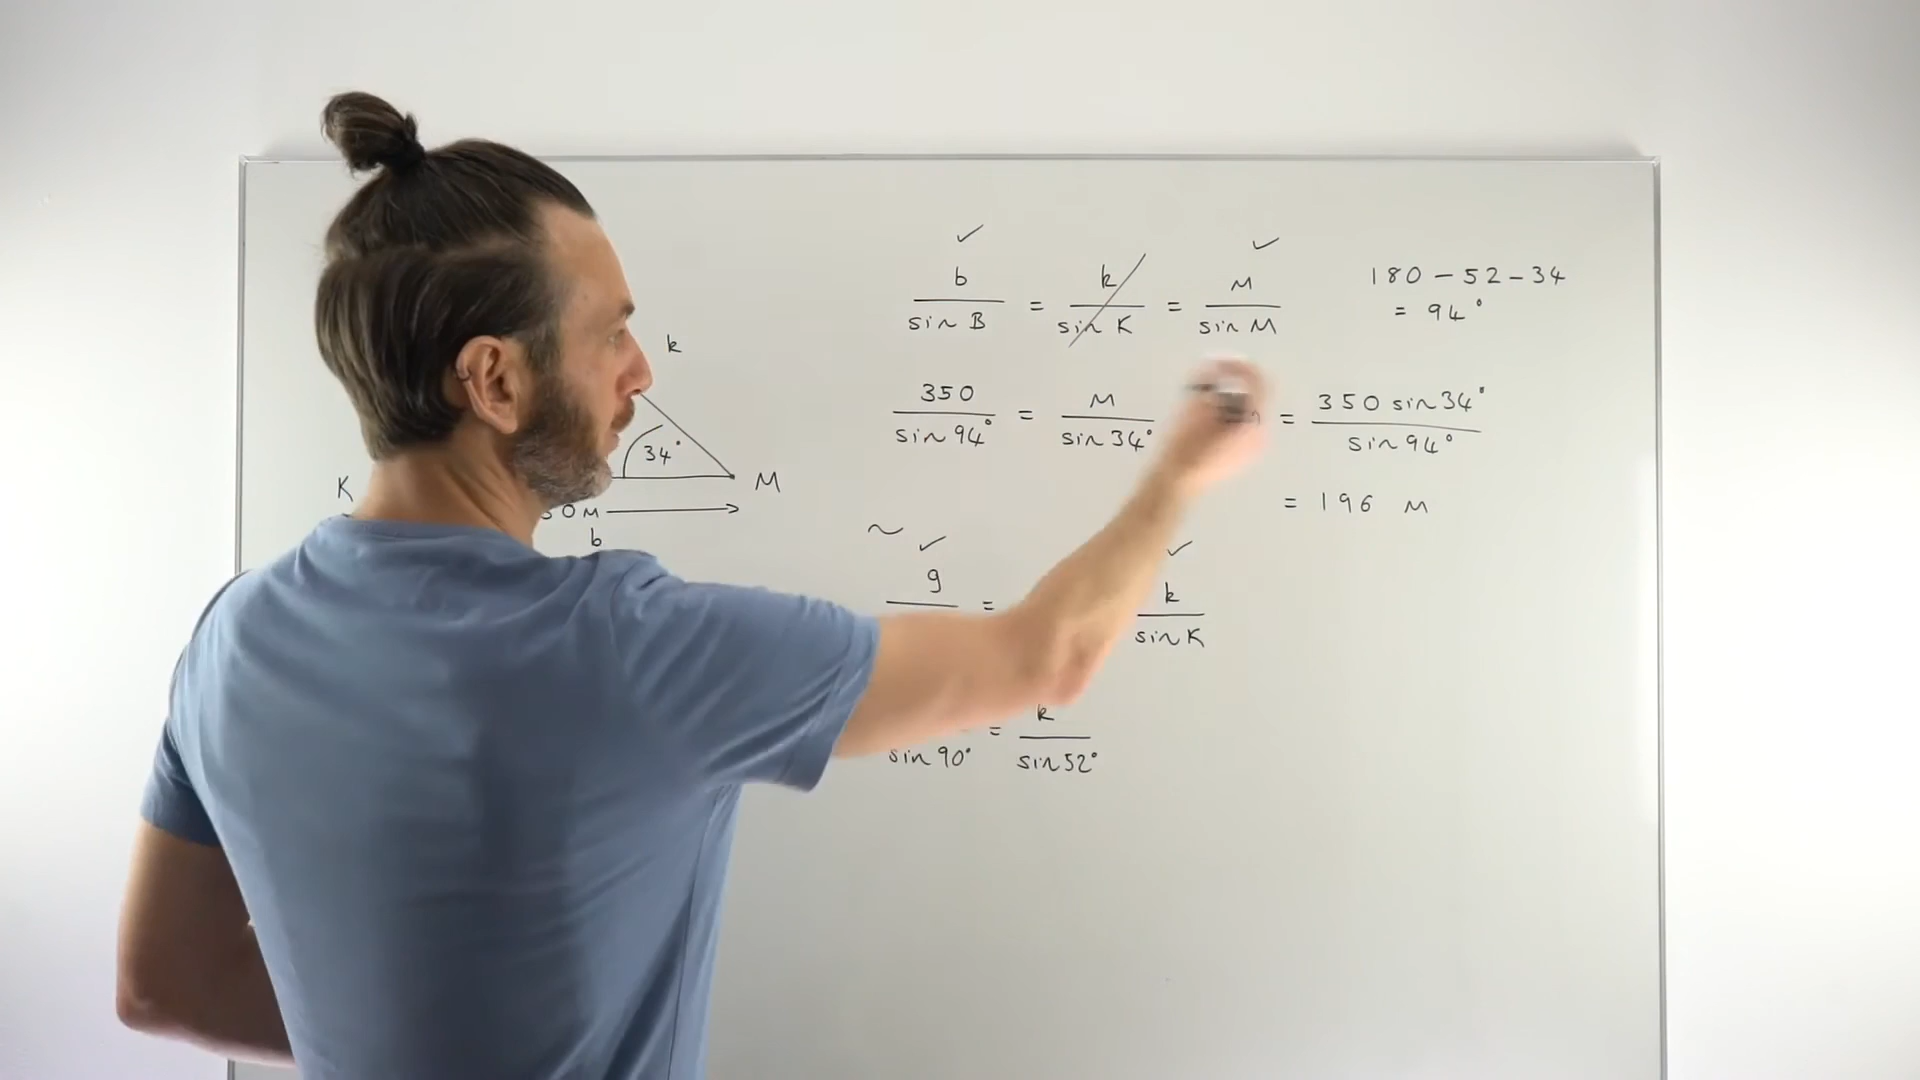 k
34°
K
M
50 M
b
✓ ✓
b/sin B = k/sin K = M/sin M
180 – 52 – 34
= 94°
350/sin 94° = M/sin 34°
= 350 sin 34°/sin 94°
= 196 M
~
✓ ✓
g = k/sin K
sin 90° = k/sin 52°